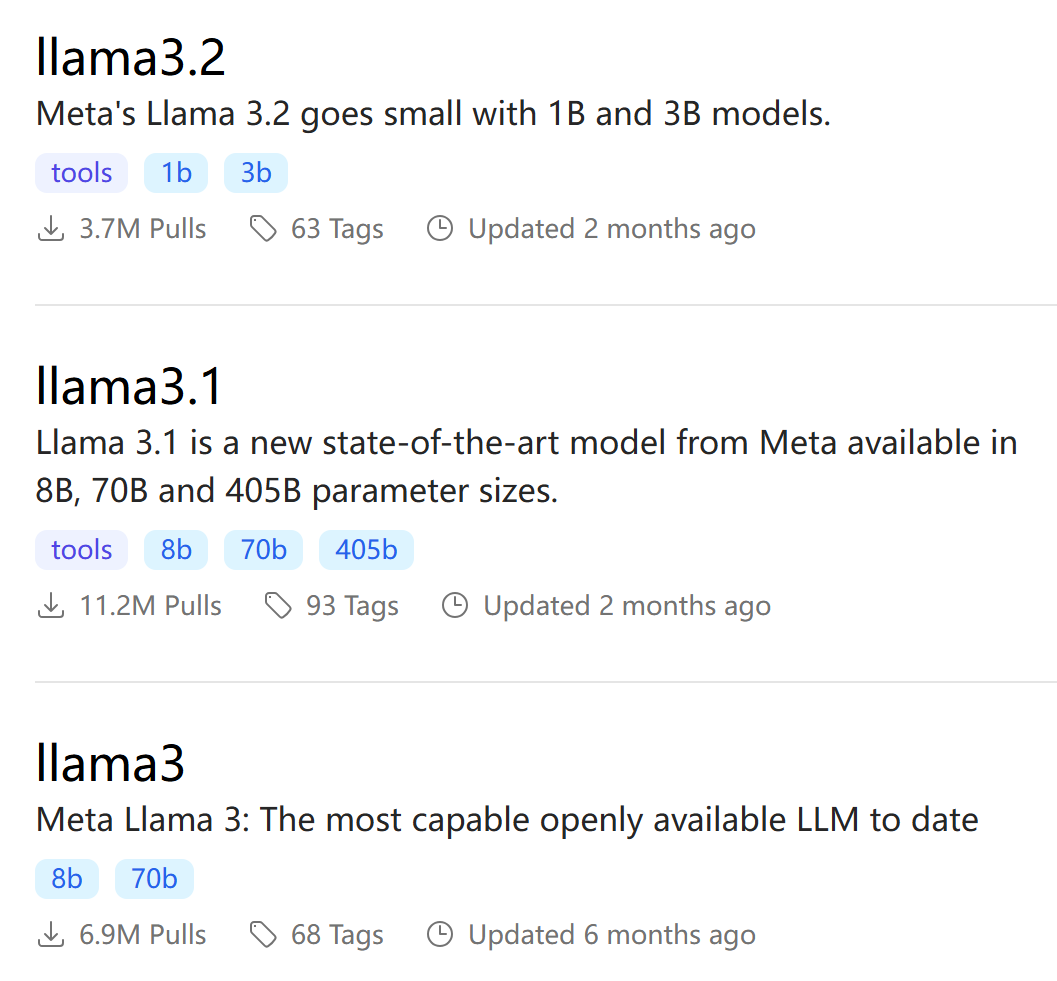 llama3.2
Meta's Llama 3.2 goes small with 1B and 3B models.
tools 1b 3b
3.7M Pulls 63 Tags Updated 2 months ago
llama3.1
Llama 3.1 is a new state-of-the-art model from Meta available in
8B, 70B and 405B parameter sizes.
tools 8b 70b 405b
11.2M Pulls 93 Tags Updated 2 months ago
llama3
Meta Llama 3: The most capable openly available LLM to date
8b 70b
6.9M Pulls 68 Tags Updated 6 months ago